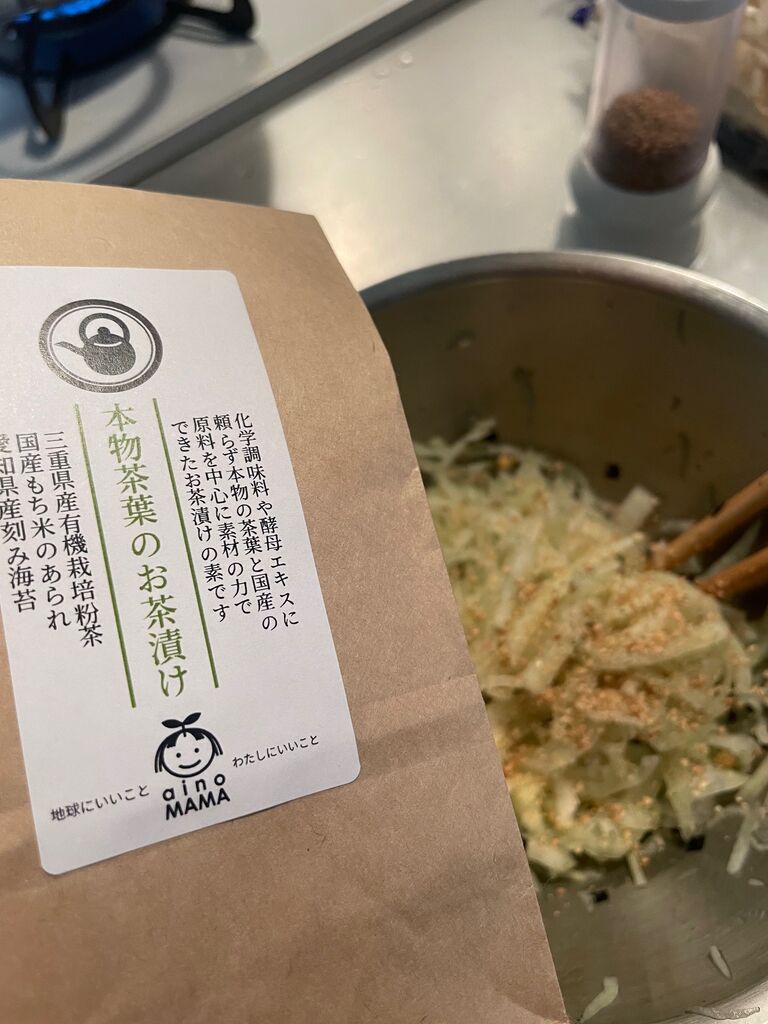 化学調味料や酵母エキスに
頼らず本物の茶葉と国産の
原料を中心に素材の力で
できたお茶漬けの素です
本物茶葉のお茶漬け
三重県産有機栽培粉茶
国産もち米のあられ
愛知県産刻み海苔
地球にいいこと
わたしにいいこと
aino
MAMA